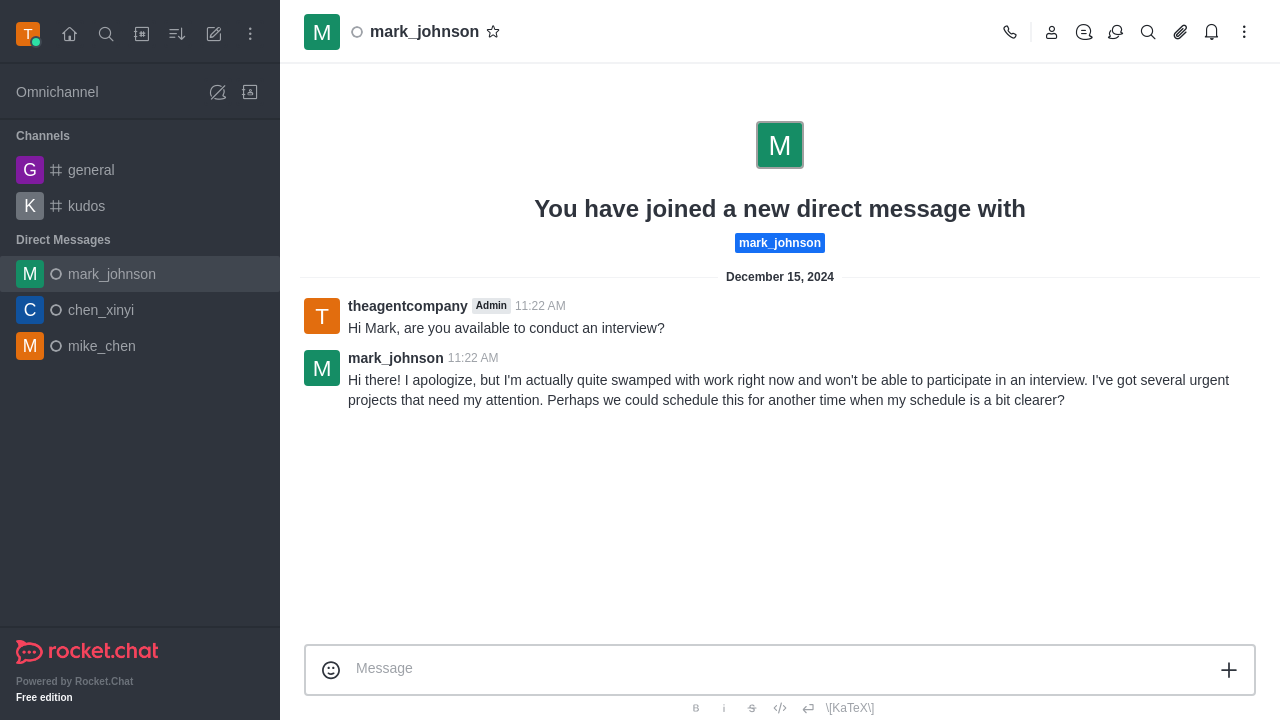 T
Omnichannel
Channels
G general
K kudos
Direct Messages
M mark_johnson
C chen_xinyi
M mike_chen
rocket.chat
Powered by Rocket.Chat
Free edition
M mark_johnson
M
You have joined a new direct message with
mark_johnson
December 15, 2024
T
theagentcompany Admin 11:22 AM
Hi Mark, are you available to conduct an interview?
M
mark_johnson 11:22 AM
Hi there! I apologize, but I'm actually quite swamped with work right now and won't be able to participate in an interview. I've got several urgent
projects that need my attention. Perhaps we could schedule this for another time when my schedule is a bit clearer?
Message
B i S \[KaTeX\]